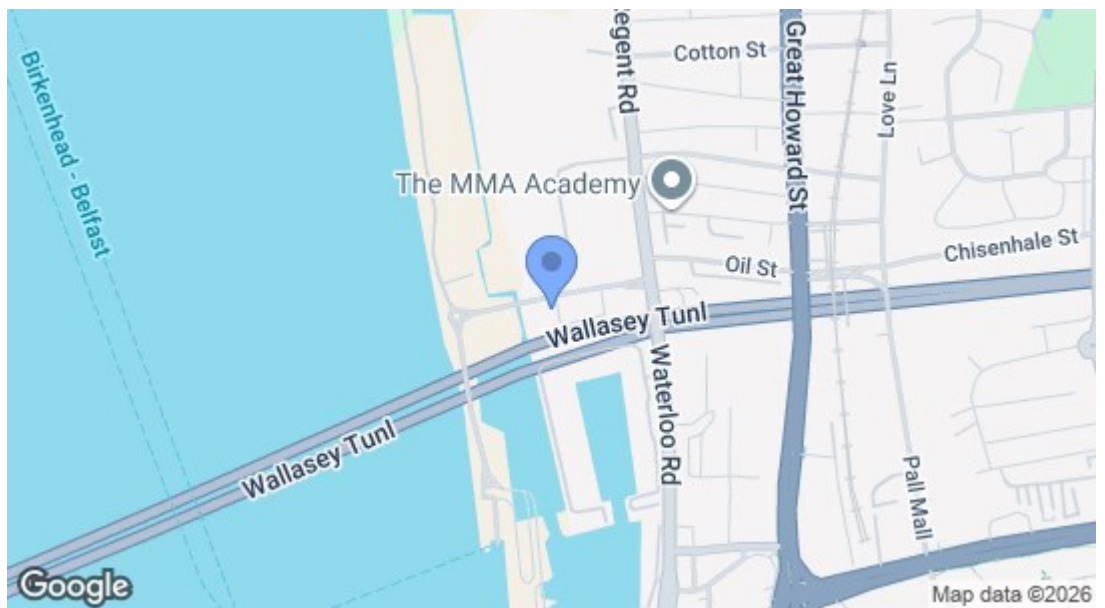 Birkenhead - Belfast
Regent Rd
Cotton St
Great Howard St
Love Ln
The MMA Academy
Oil St
Chisenhale St
Wallasey Tunl
Waterloo Rd
Wallasey Tunl
Pall Mall
Google
Map data ©2026